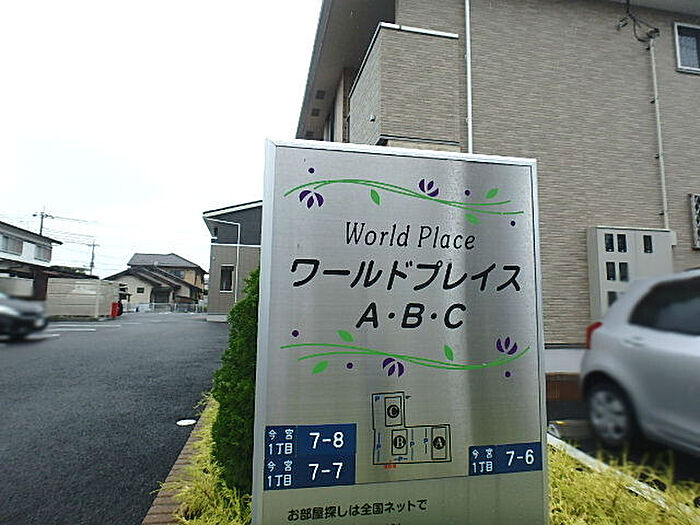 World Place
ワールドプレイス
A・B・C
C
B
A
P
P
P
P
今宮1丁目 7-8
今宮1丁目 7-7
今宮1丁目 7-6
お部屋探しは全国ネットで